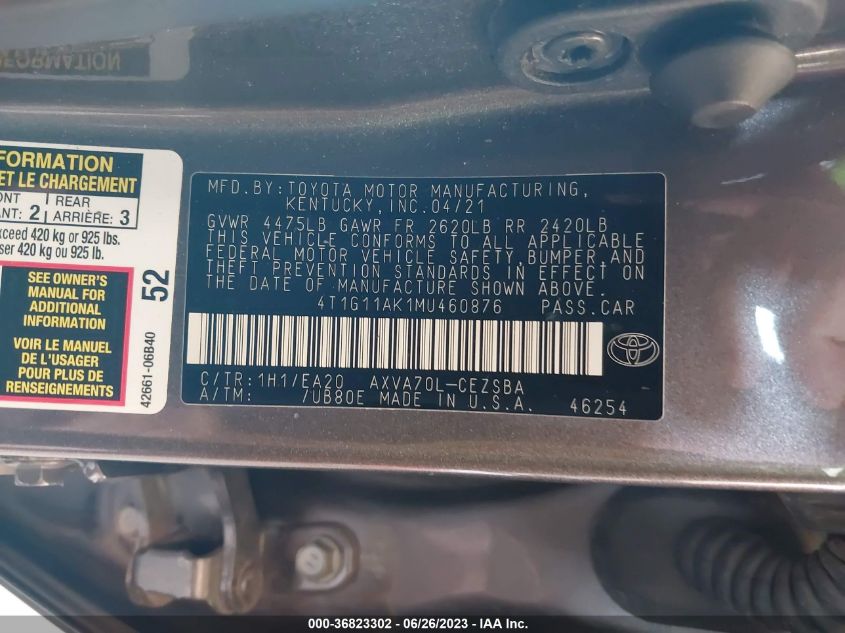 FORMATION
FORMATION
ET LE CHARGEMENT
ONT REAR
ANT: 2 ARRIÈRE: 3
exceed 420 kg or 925 lbs.
ser 420 kg ou 925 lb.
SEE OWNER'S
MANUAL FOR
ADDITIONAL
INFORMATION
VOIR LE MANUEL
DE L'USAGER
POUR PLUS DE
RENSEIGNEMENTS
52
42661-06B40
MFD. BY: TOYOTA MOTOR MANUFACTURING,
KENTUCKY, INC. 04/21
GVWR 4475LB GAWR FR 2620LB RR 2420LB
THIS VEHICLE CONFORMS TO ALL APPLICABLE
FEDERAL MOTOR VEHICLE SAFETY, BUMPER, AND
THEFT PREVENTION STANDARDS IN EFFECT ON
THE DATE OF MANUFACTURE SHOWN ABOVE.
4T1G11AK1MU460876 PASS. CAR
C/TR: 1H1/EA20 AXVA70L-CEZSBA
A/TM: /UB80E MADE IN U.S.A. 46254
000-36823302 - 06/26/2023 - IAA Inc.